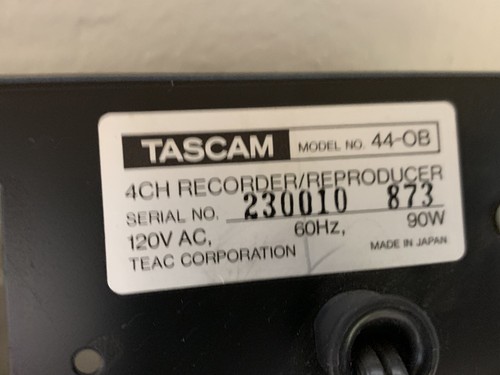 TASCAM MODEL NO. 44-OB
4CH RECORDER/REPRODUCER
SERIAL NO. 230010 873
120V AC, 60Hz, 90W
TEAC CORPORATION MADE IN JAPAN